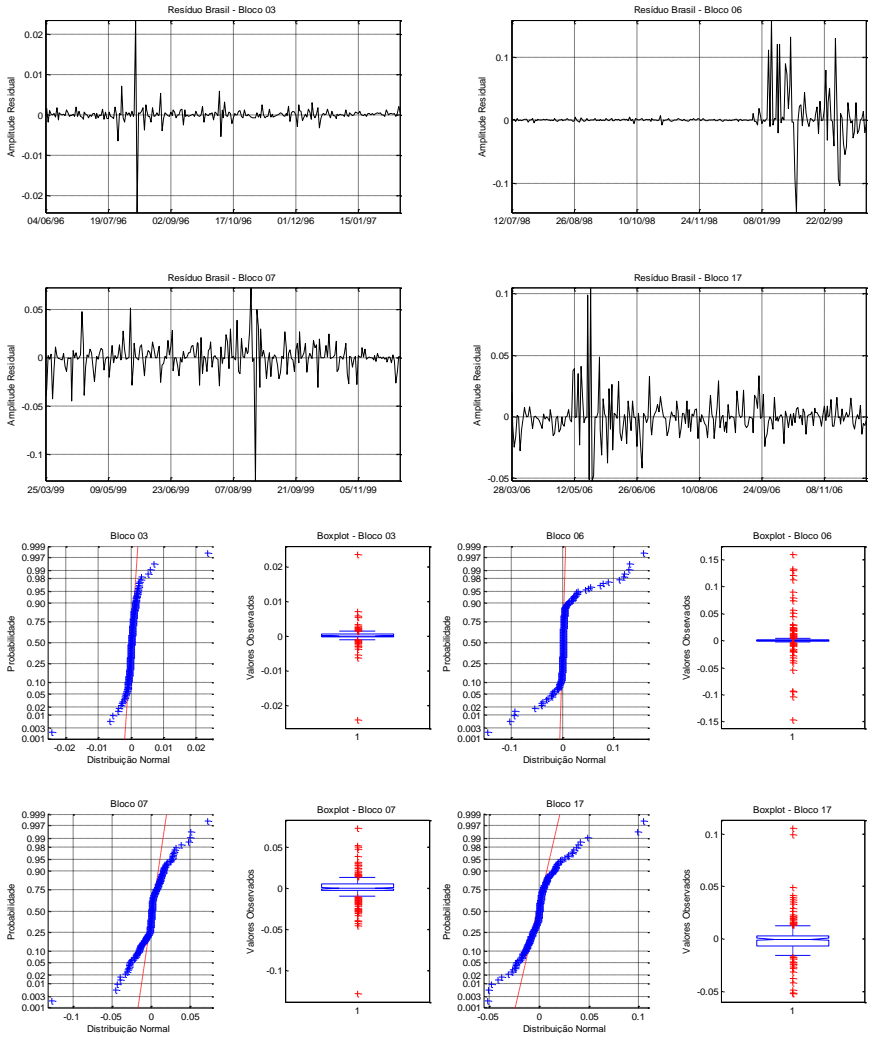 Resíduo Brasil - Bloco 03
Amplitude Residual
0.02
0.01
0
-0.01
-0.02
04/06/96 19/07/96 02/09/96 17/10/96 01/12/96 15/01/97
Resíduo Brasil - Bloco 06
Amplitude Residual
0.1
0
-0.1
12/07/98 26/08/98 10/10/98 24/11/98 08/01/99 22/02/99
Resíduo Brasil - Bloco 07
Amplitude Residual
0.05
0
-0.05
-0.1
25/03/99 09/05/99 23/06/99 07/08/99 21/09/99 05/11/99
Resíduo Brasil - Bloco 17
Amplitude Residual
0.1
0.05
0
-0.05
28/03/06 12/05/06 26/06/06 10/08/06 24/09/06 08/11/06
Bloco 03
Probabilidade
0.999
0.997
0.99
0.98
0.95
0.90
0.75
0.50
0.25
0.10
0.05
0.02
0.01
0.003
0.001
-0.02 -0.01 0 0.01 0.02
Distribuição Normal
Boxplot - Bloco 03
Valores Observados
0.02
0
-0.02
1
Bloco 06
Probabilidade
0.999
0.997
0.99
0.98
0.95
0.90
0.75
0.50
0.25
0.10
0.05
0.02
0.01
0.003
0.001
-0.1 0 0.1
Distribuição Normal
Boxplot - Bloco 06
Valores Observados
0.15
0.1
0.05
0
-0.05
-0.1
-0.15
1
Bloco 07
Probabilidade
0.999
0.997
0.99
0.98
0.95
0.90
0.75
0.50
0.25
0.10
0.05
0.02
0.01
0.003
0.001
-0.1 -0.05 0 0.05
Distribuição Normal
Boxplot - Bloco 07
Valores Observados
0.05
0
-0.05
-0.1
1
Bloco 17
Probabilidade
0.999
0.997
0.99
0.98
0.95
0.90
0.75
0.50
0.25
0.10
0.05
0.02
0.01
0.003
0.001
-0.05 0 0.05 0.1
Distribuição Normal
Boxplot - Bloco 17
Valores Observados
0.1
0.05
0
-0.05
1